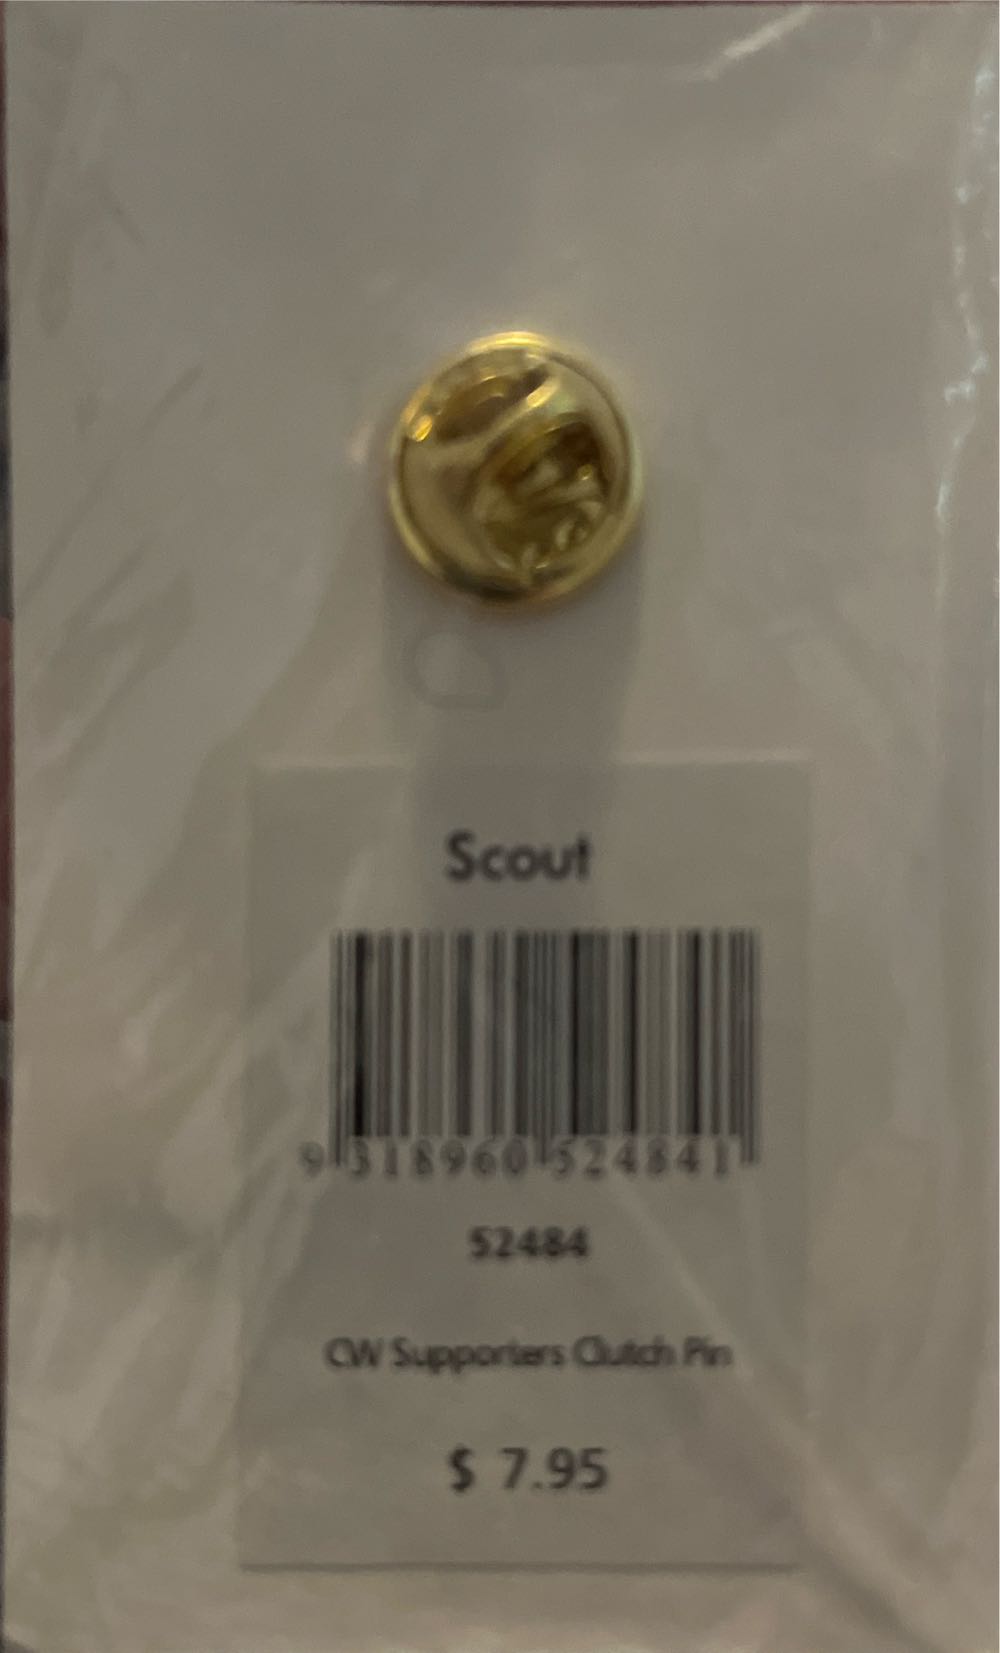 Scout
9 318960 524841
52484
CW Supporters Clutch Pin
$ 7.95